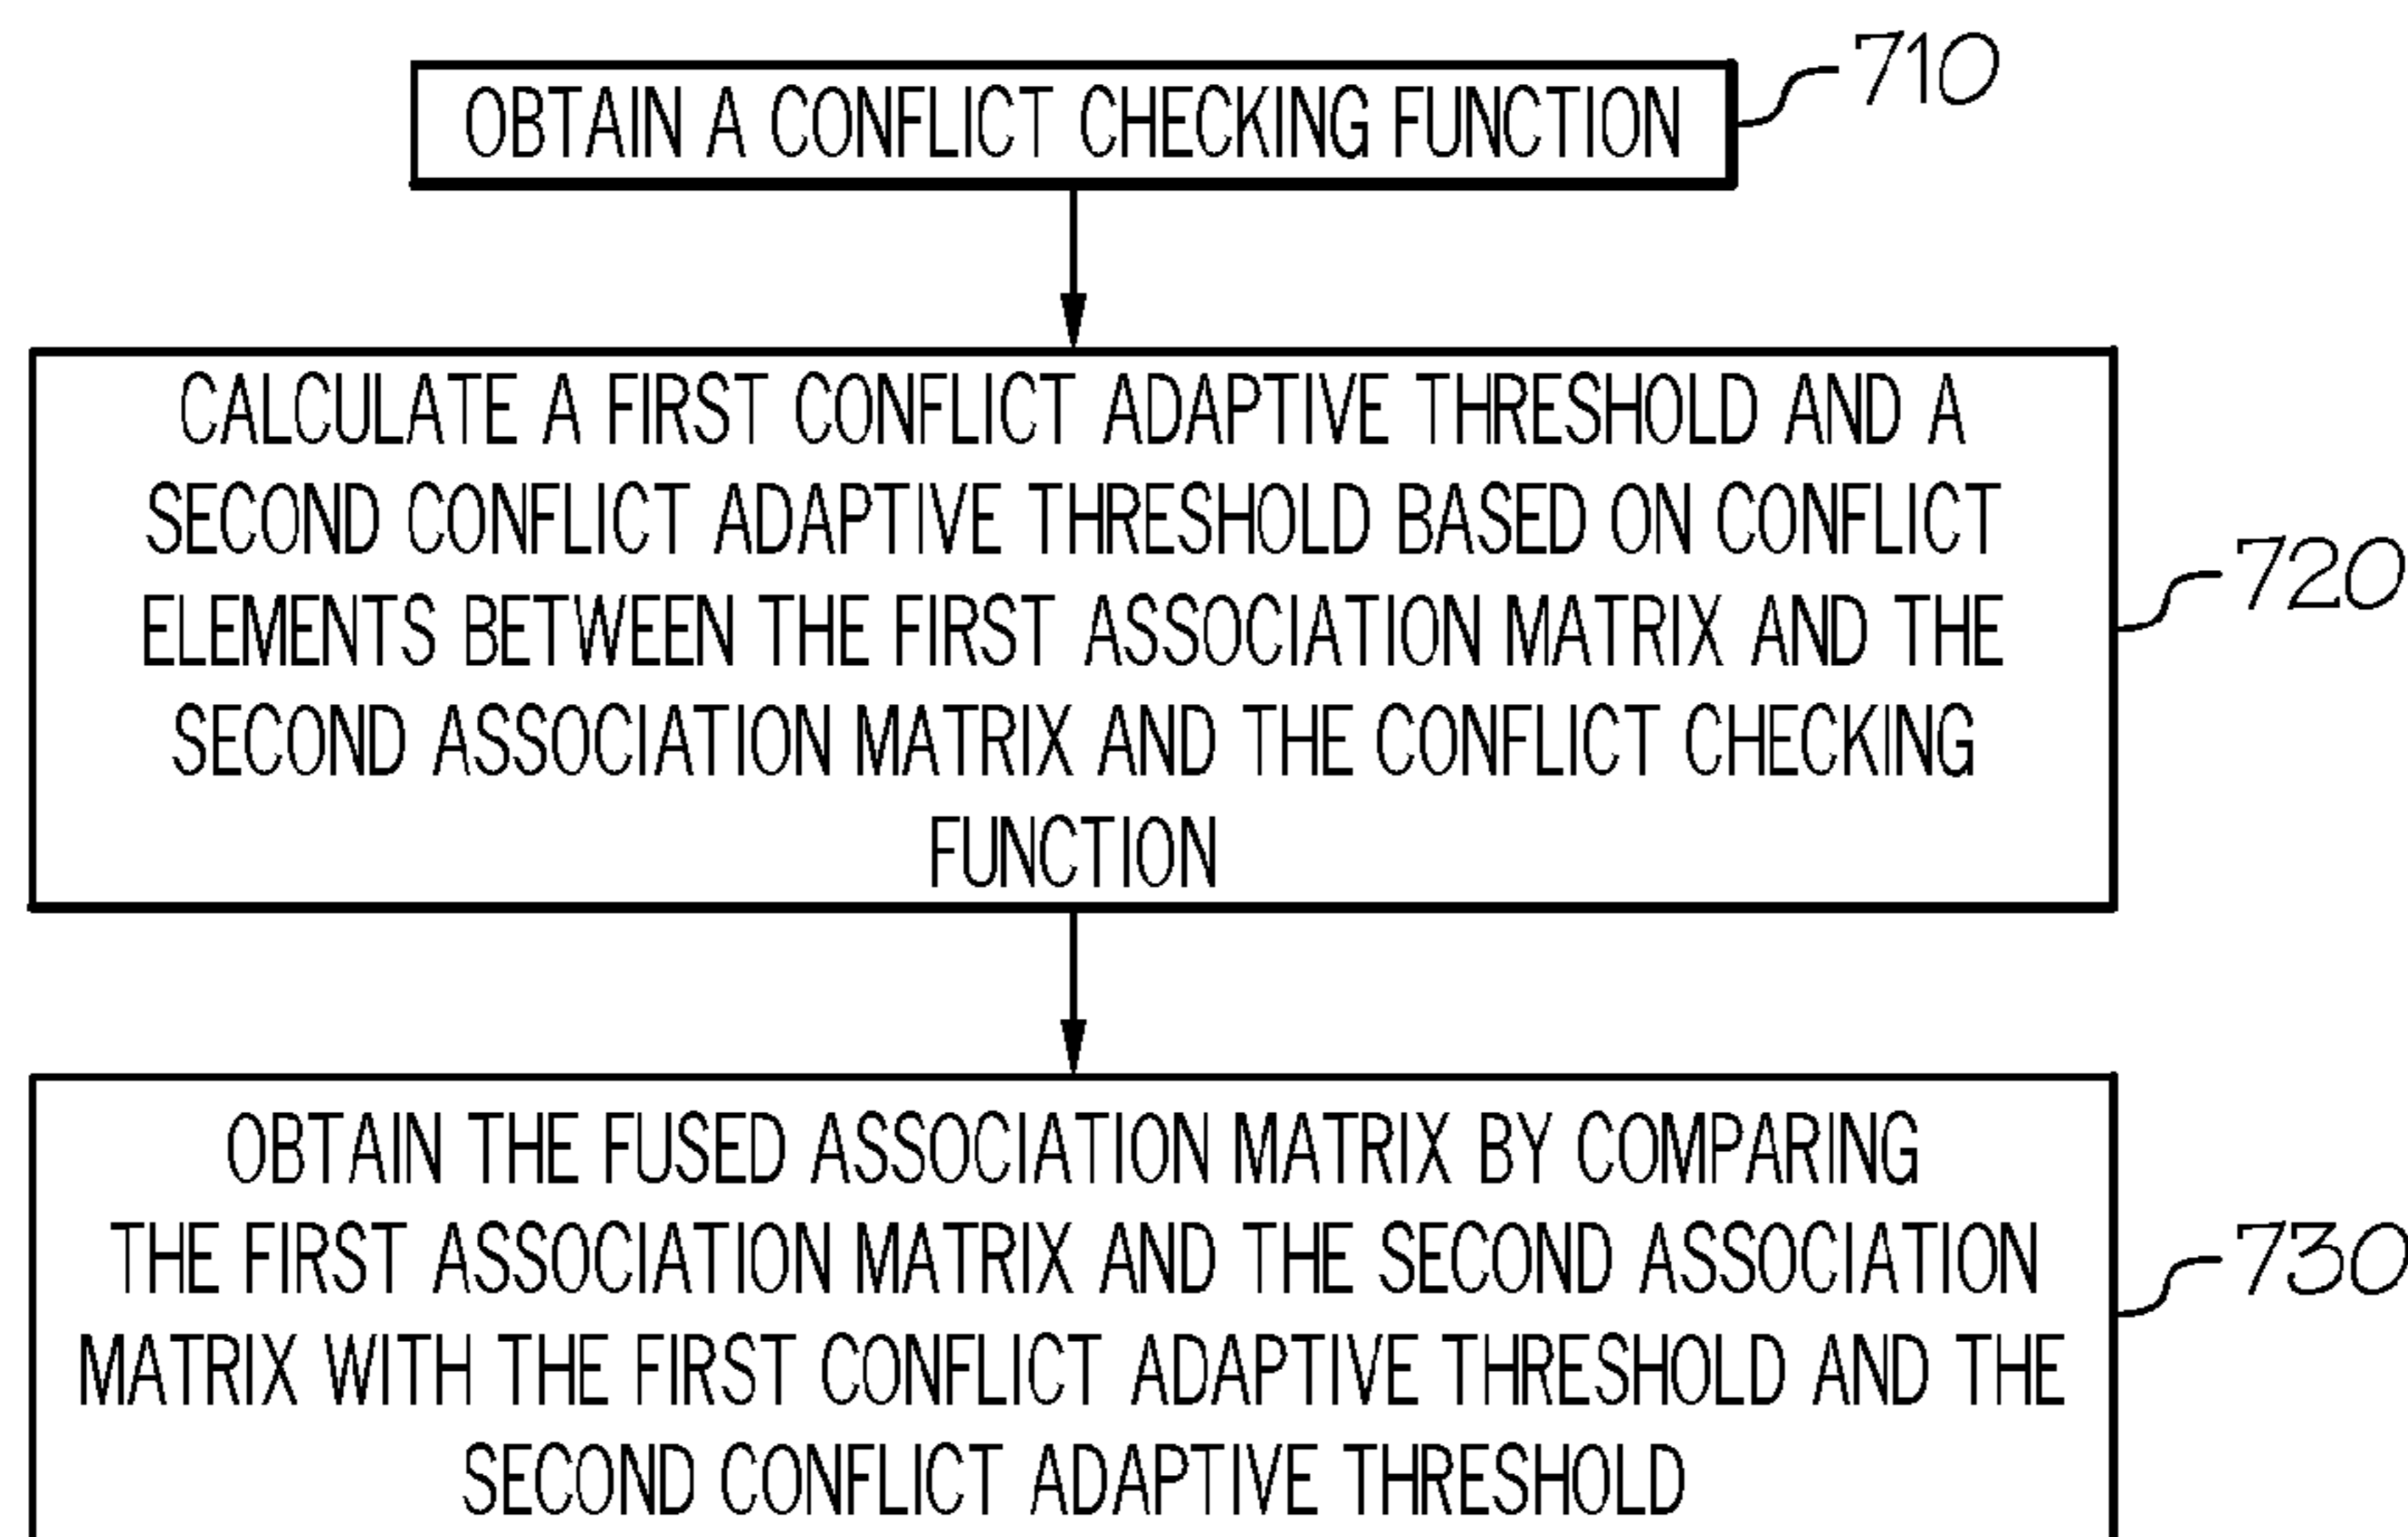 OBTAIN A CONFLICT CHECKING FUNCTION
710
CALCULATE A FIRST CONFLICT ADAPTIVE THRESHOLD AND A
SECOND CONFLICT ADAPTIVE THRESHOLD BASED ON CONFLICT
ELEMENTS BETWEEN THE FIRST ASSOCIATION MATRIX AND THE
SECOND ASSOCIATION MATRIX AND THE CONFLICT CHECKING
FUNCTION
720
OBTAIN THE FUSED ASSOCIATION MATRIX BY COMPARING
THE FIRST ASSOCIATION MATRIX AND THE SECOND ASSOCIATION
MATRIX WITH THE FIRST CONFLICT ADAPTIVE THRESHOLD AND THE
SECOND CONFLICT ADAPTIVE THRESHOLD
730